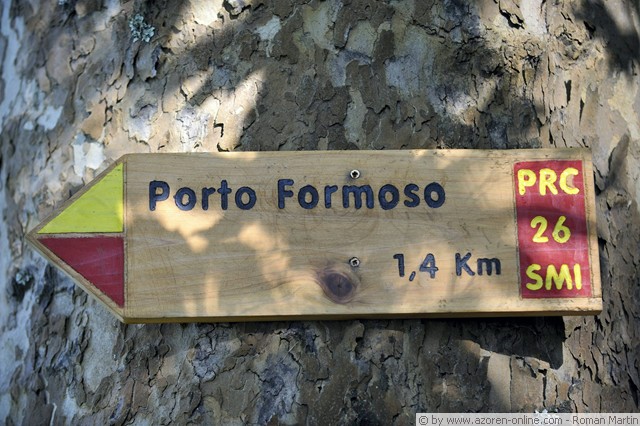 Porto Formoso
1,4 Km
PRC
26
SMI
© by www.azoren-online.com - Roman Martin